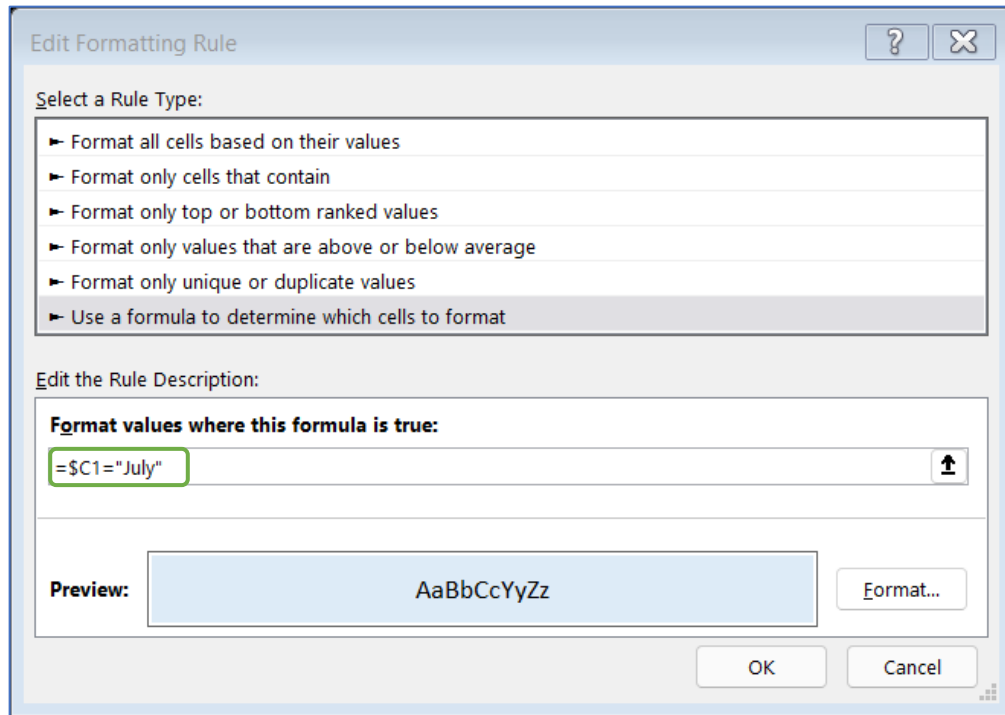 Edit Formatting Rule
Select a Rule Type:
► Format all cells based on their values
► Format only cells that contain
► Format only top or bottom ranked values
► Format only values that are above or below average
► Format only unique or duplicate values
► Use a formula to determine which cells to format
Edit the Rule Description:
Format values where this formula is true:
=$C1="July"
Preview: AaBbCcYyZz Format...
OK Cancel